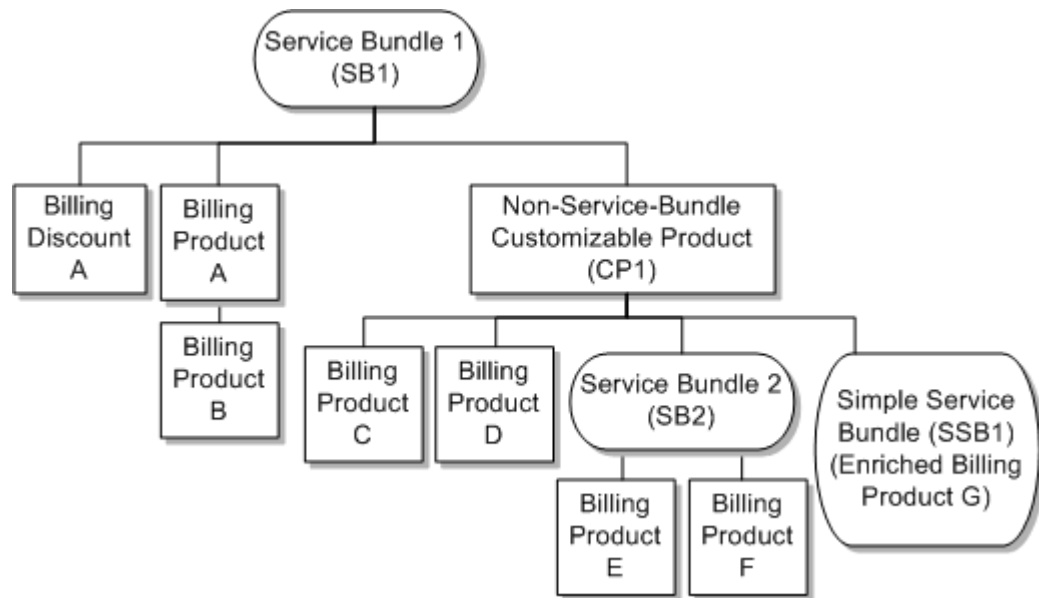 Service Bundle 1
(SB1)
Billing
Discount
A
Billing
Product
A
Non-Service-Bundle
Customizable Product
(CP1)
Billing
Product
B
Billing
Product
C
Billing
Product
D
Service Bundle 2
(SB2)
Simple Service
Bundle (SSB1)
(Enriched Billing
Product G)
Billing
Product
E
Billing
Product
F